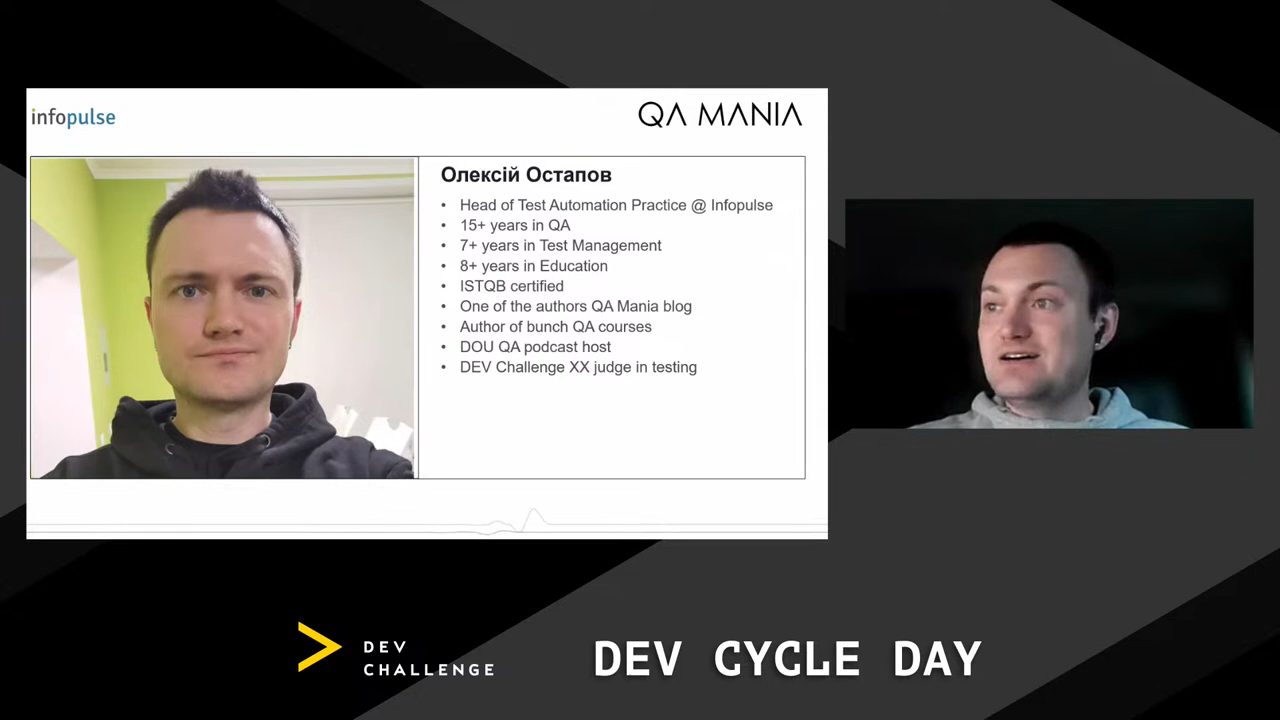 infopulse
QA MANIA
Олексій Остапов
• Head of Test Automation Practice @ Infopulse
• 15+ years in QA
• 7+ years in Test Management
• 8+ years in Education
• ISTQB certified
• One of the authors QA Mania blog
• Author of bunch QA courses
• DOU QA podcast host
• DEV Challenge XX judge in testing
DEV
CHALLENGE
DEV CYCLE DAY